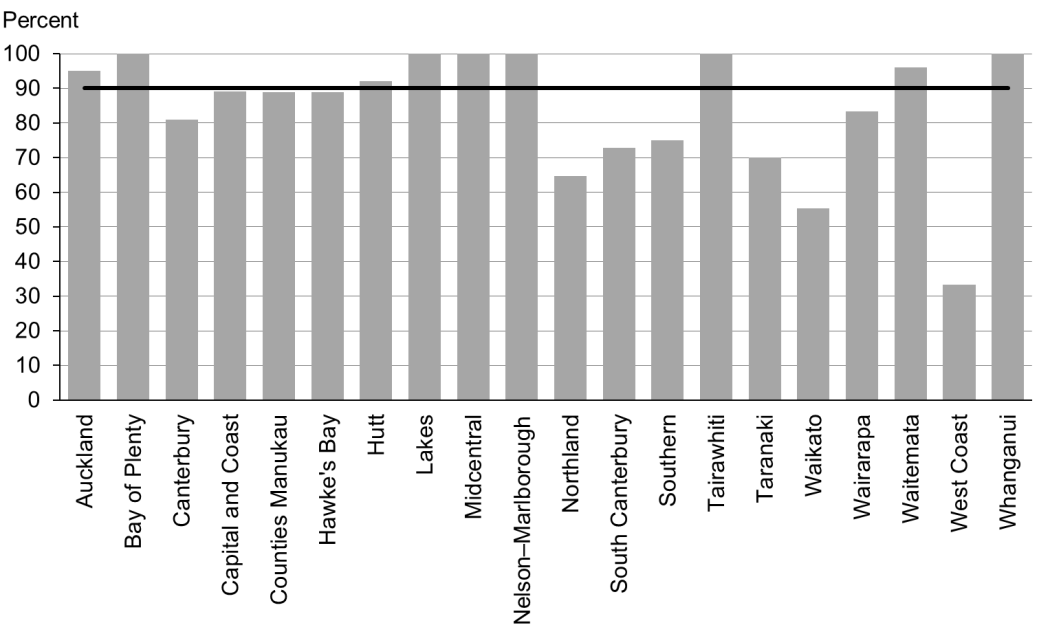 Percent
100
90
80
70
60
50
40
30
20
10
0
Auckland
Bay of Plenty
Canterbury
Capital and Coast
Counties Manukau
Hawke's Bay
Hutt
Lakes
Midcentral
Nelson–Marlborough
Northland
South Canterbury
Southern
Tairawhiti
Taranaki
Waikato
Wairarapa
Waitemata
West Coast
Whanganui